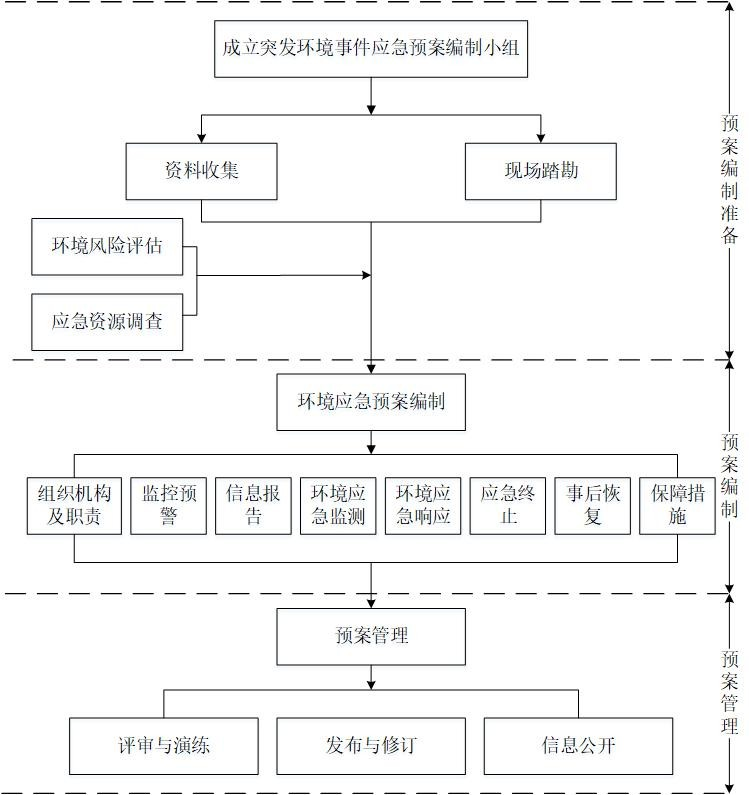 成立突发环境事件应急预案编制小组
资料收集
现场踏勘
环境风险评估
应急资源调查
预案编制准备
环境应急预案编制
组织机构
及职责
监控预
警
信息报
告
环境应
急监测
环境应
急响应
应急终
止
事后恢
复
保障措
施
预案编制
预案管理
评审与演练
发布与修订
信息公开
预案管理